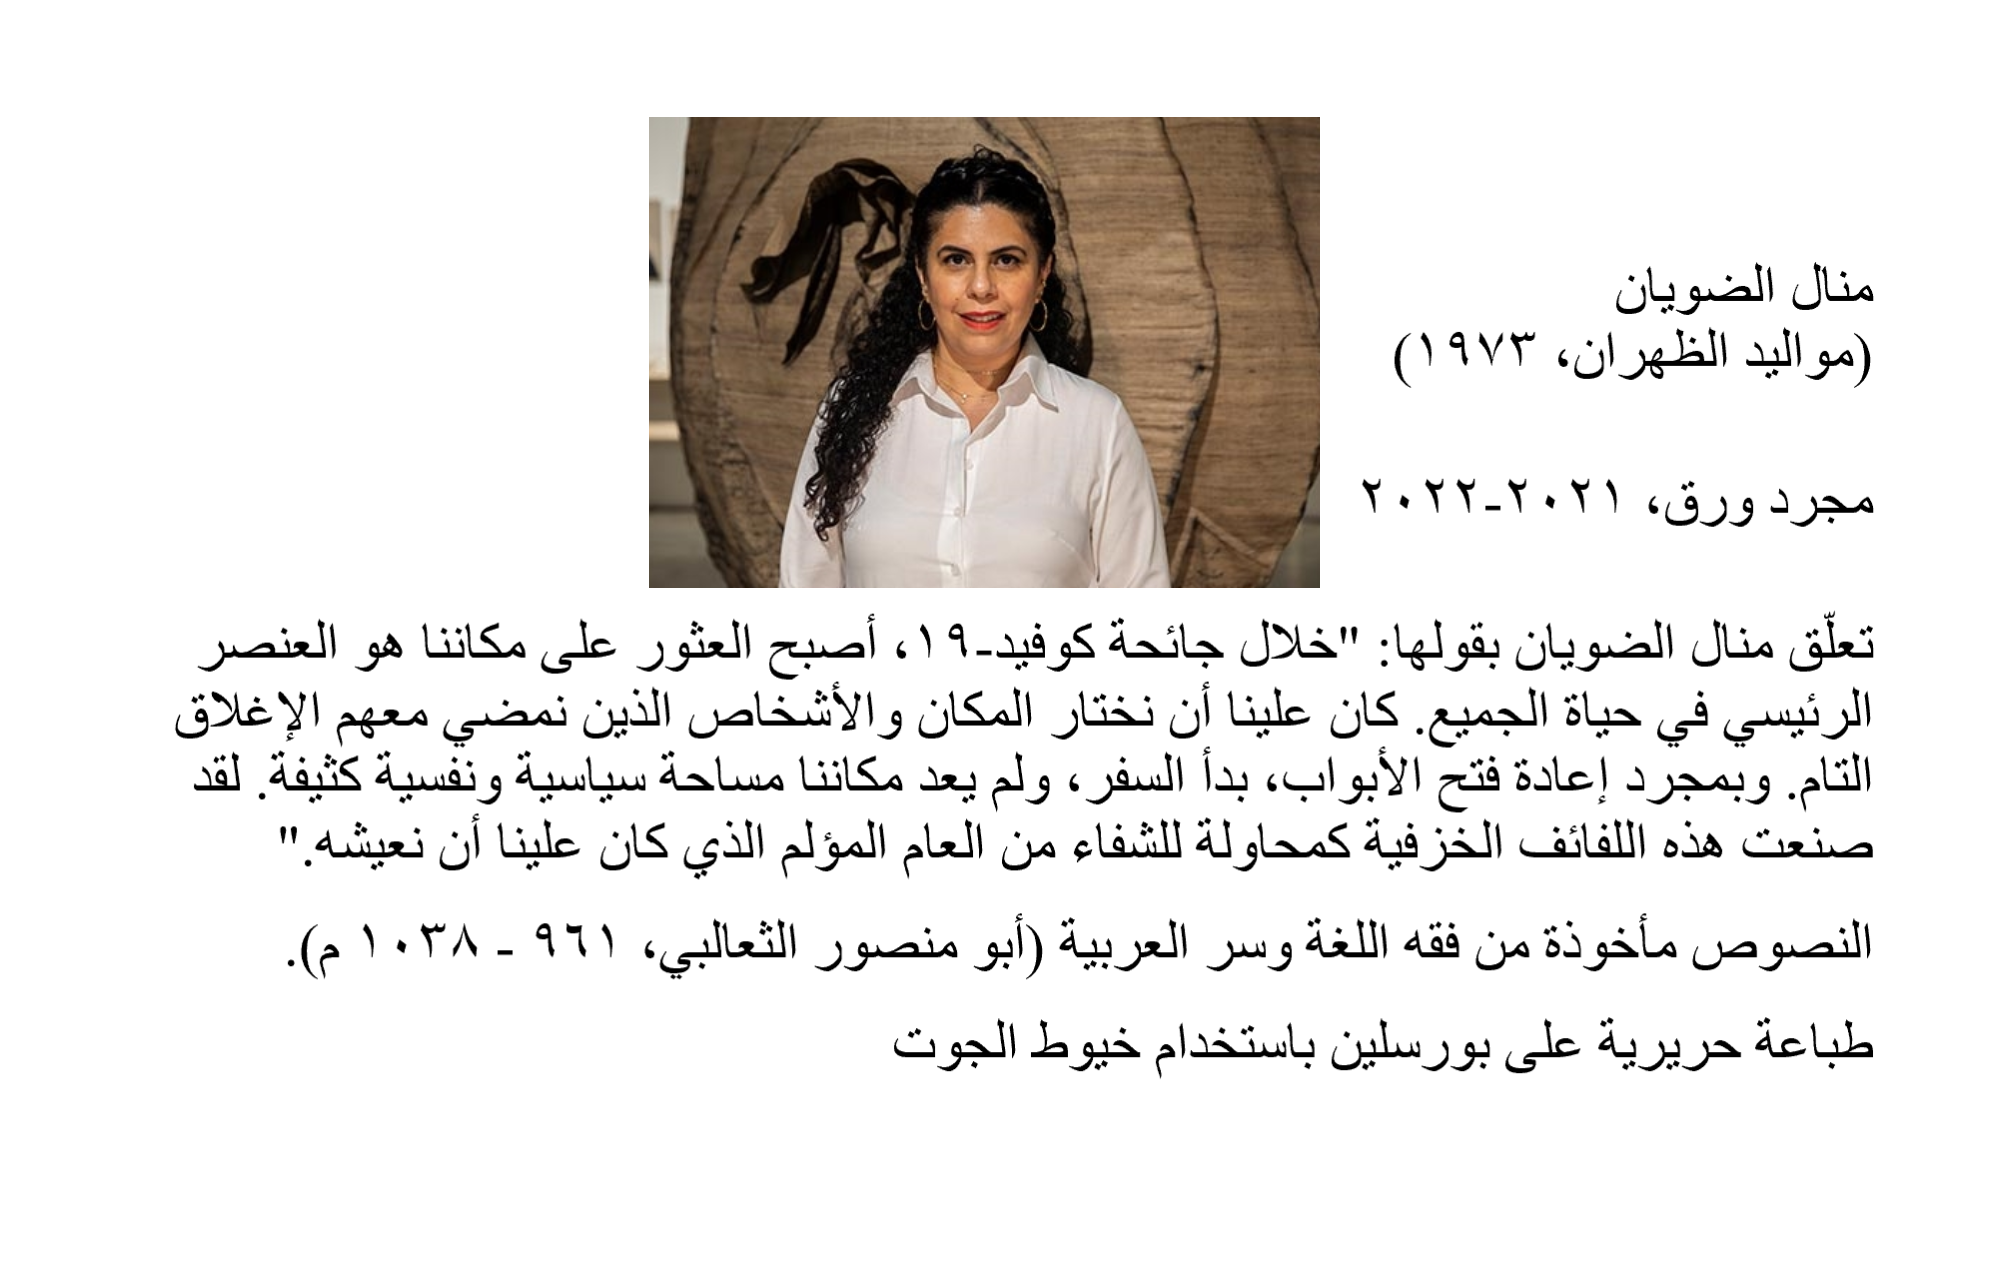 منال الضويان
(مواليد الظهران، ١٩٧٣)
مجرد ورق، ٢٠٢١-٢٠٢٢
تعلّق منال الضويان بقولها: "خلال جائحة كوفيد-١٩، أصبح العثور على مكاننا هو العنصر
الرئيسي في حياة الجميع. كان علينا أن نختار المكان والأشخاص الذين نمضي معهم الإغلاق
التام. وبمجرد إعادة فتح الأبواب، بدأ السفر، ولم يعد مكاننا مساحة سياسية ونفسية كثيفة. لقد
صنعت هذه اللفائف الخزفية كمحاولة للشفاء من العام المؤلم الذي كان علينا أن نعيشه."
النصوص مأخوذة من فقه اللغة وسر العربية (أبو منصور الثعالبي، ٩٦١ - ١٠٣٨ م).
طباعة حريرية على بورسلين باستخدام خيوط الجوت